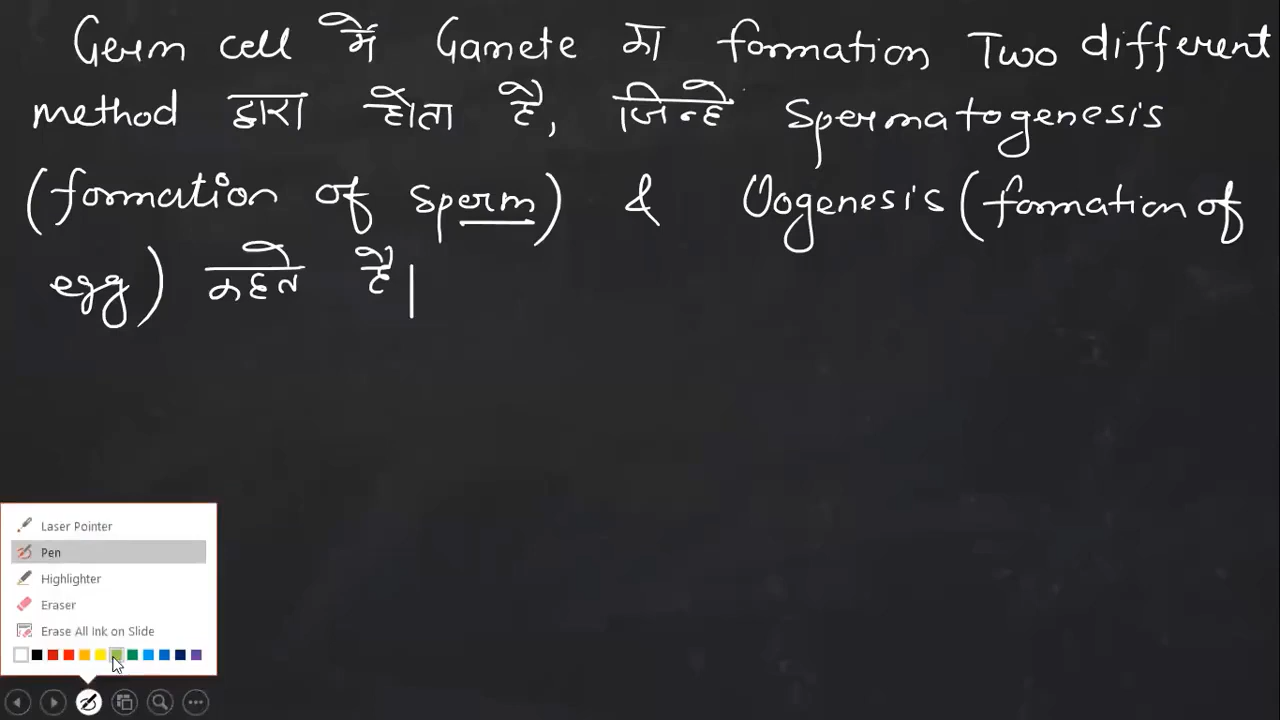 Germ cell में Gamete का formation Two different
method द्वारा होता है, जिन्हे Spermatogenesis
(formation of sperm) & Oogenesis (formation of
egg) कहते है|
Laser Pointer
Pen
Highlighter
Eraser
Erase All Ink on Slide